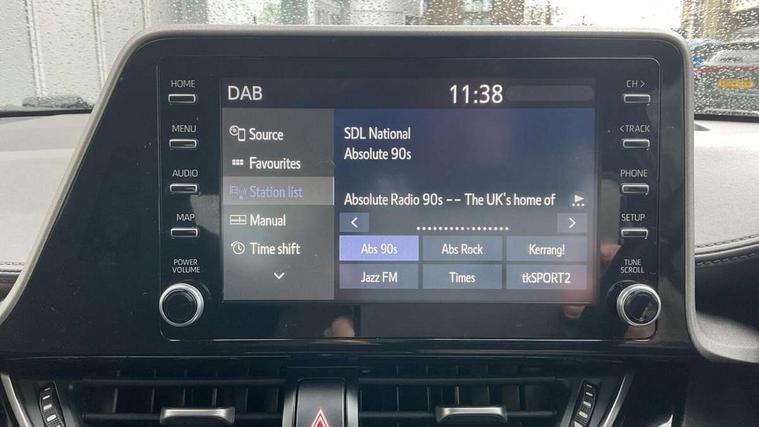 HOME
MENU
AUDIO
MAP
POWER
VOLUME
DAB
11:38
Source
Favourites
Station list
Manual
Time shift
SDL National
Absolute 90s
Absolute Radio 90s -- The UK's home of
Abs 90s
Abs Rock
Kerrang!
Jazz FM
Times
tkSPORT2
CH >
< TRACK
PHONE
SETUP
TUNE
SCROLL